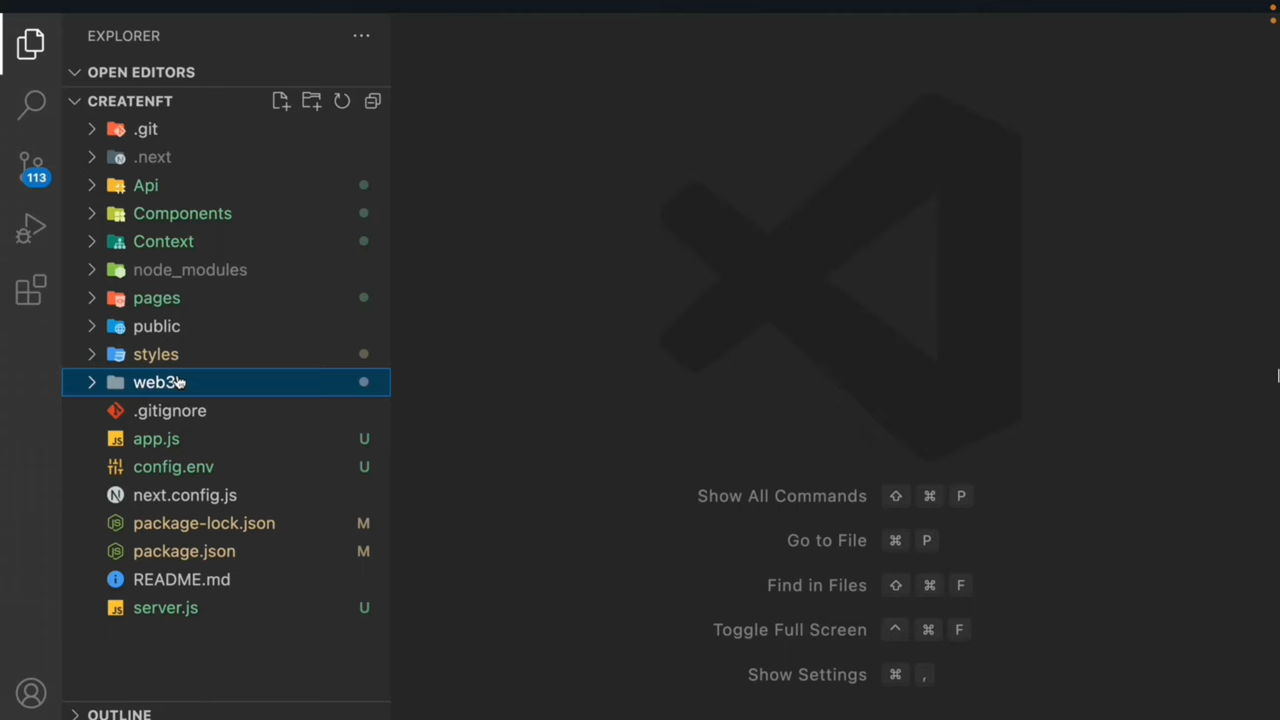 EXPLORER
OPEN EDITORS
CREATENFT
.git
.next
Api
Components
Context
node_modules
pages
public
styles
web3
.gitignore
app.js U
config.env U
next.config.js
package-lock.json M
package.json M
README.md
server.js U
OUTLINE
113
Show All Commands ⇧ ⌘ P
Go to File ⌘ P
Find in Files ⇧ ⌘ F
Toggle Full Screen ^ ⌘ F
Show Settings ⌘ ,